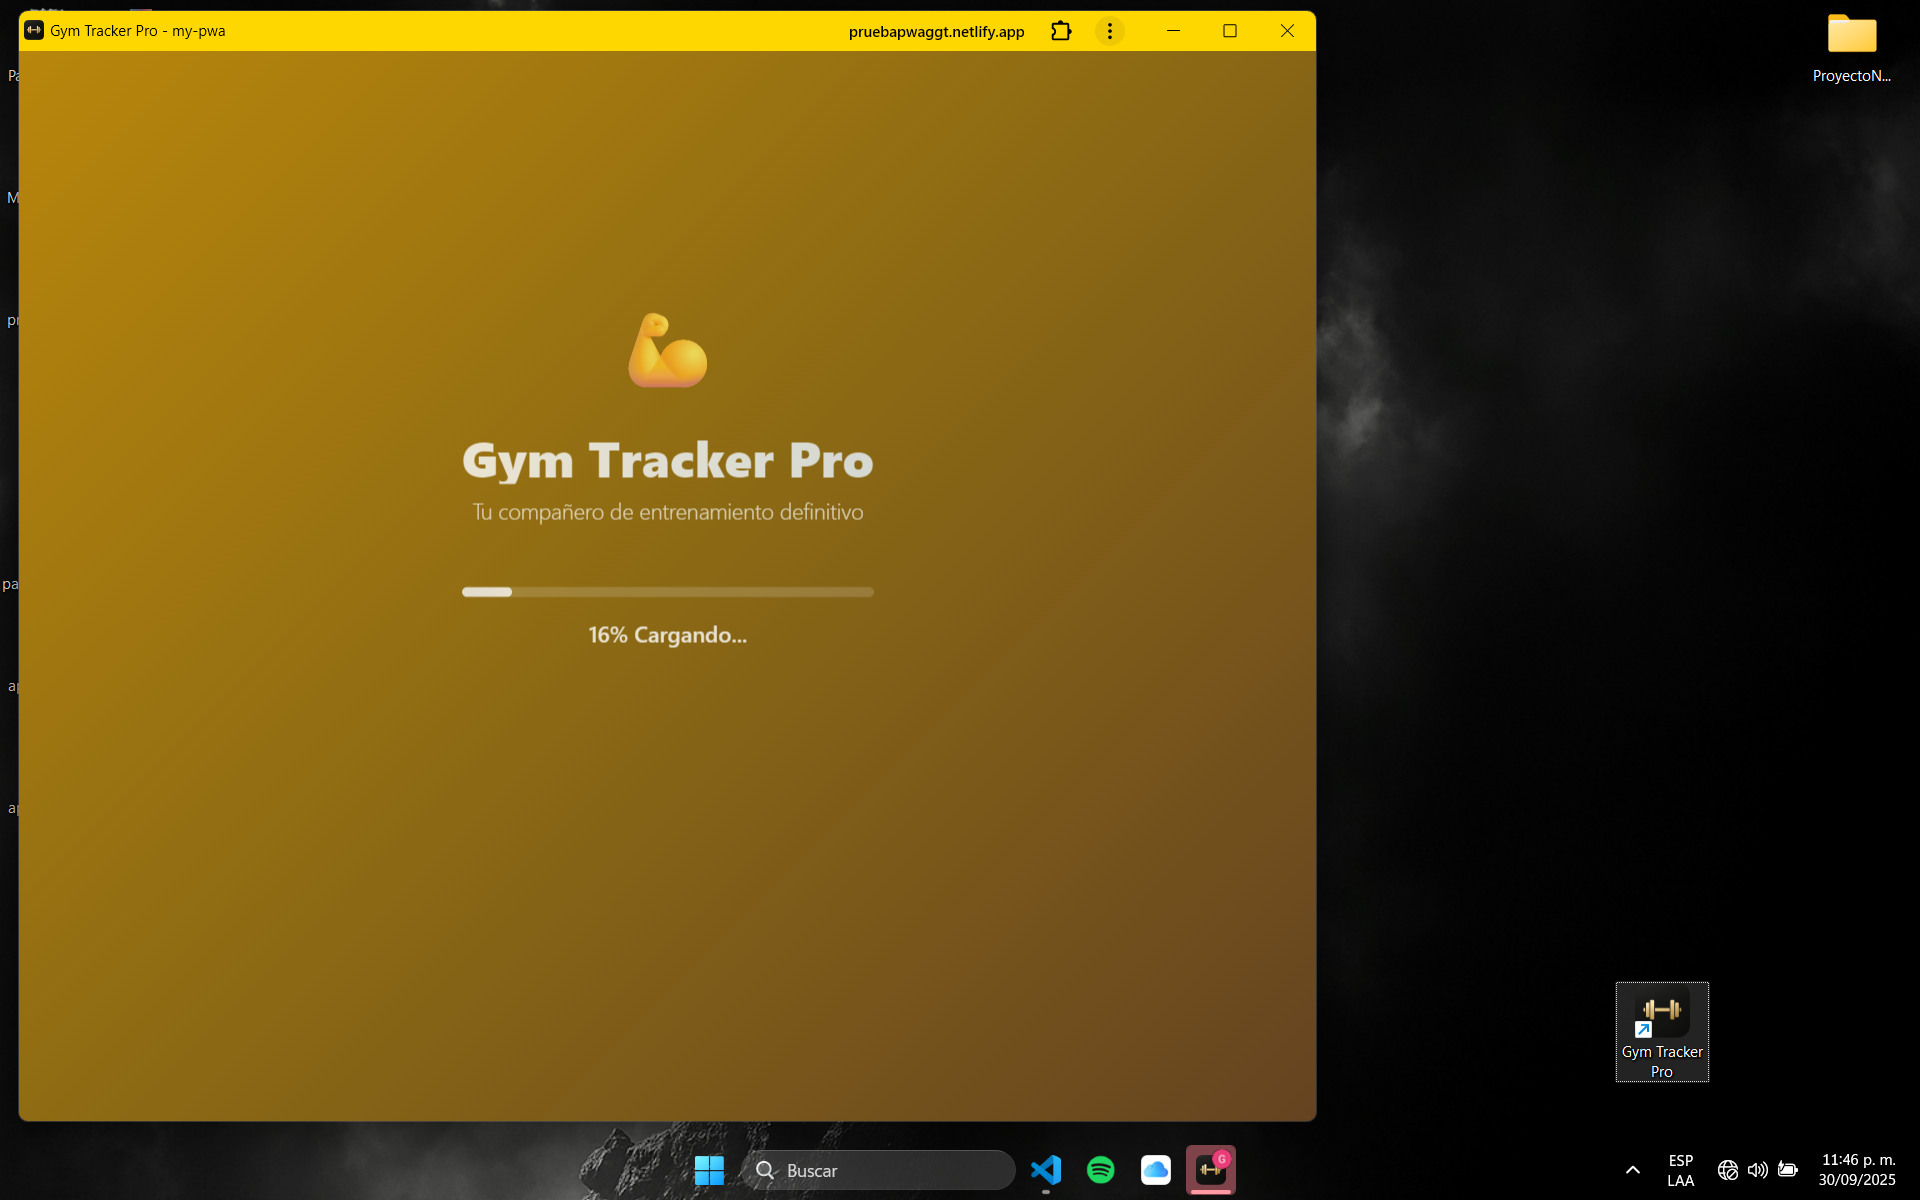 Gym Tracker Pro - my-pwa
pruebapwaggt.netlify.app
ProyectoN...
Gym Tracker Pro
Tu compañero de entrenamiento definitivo
16% Cargando...
Gym Tracker
Pro
Buscar
G
ESP
LAA
11:46 p. m.
30/09/2025